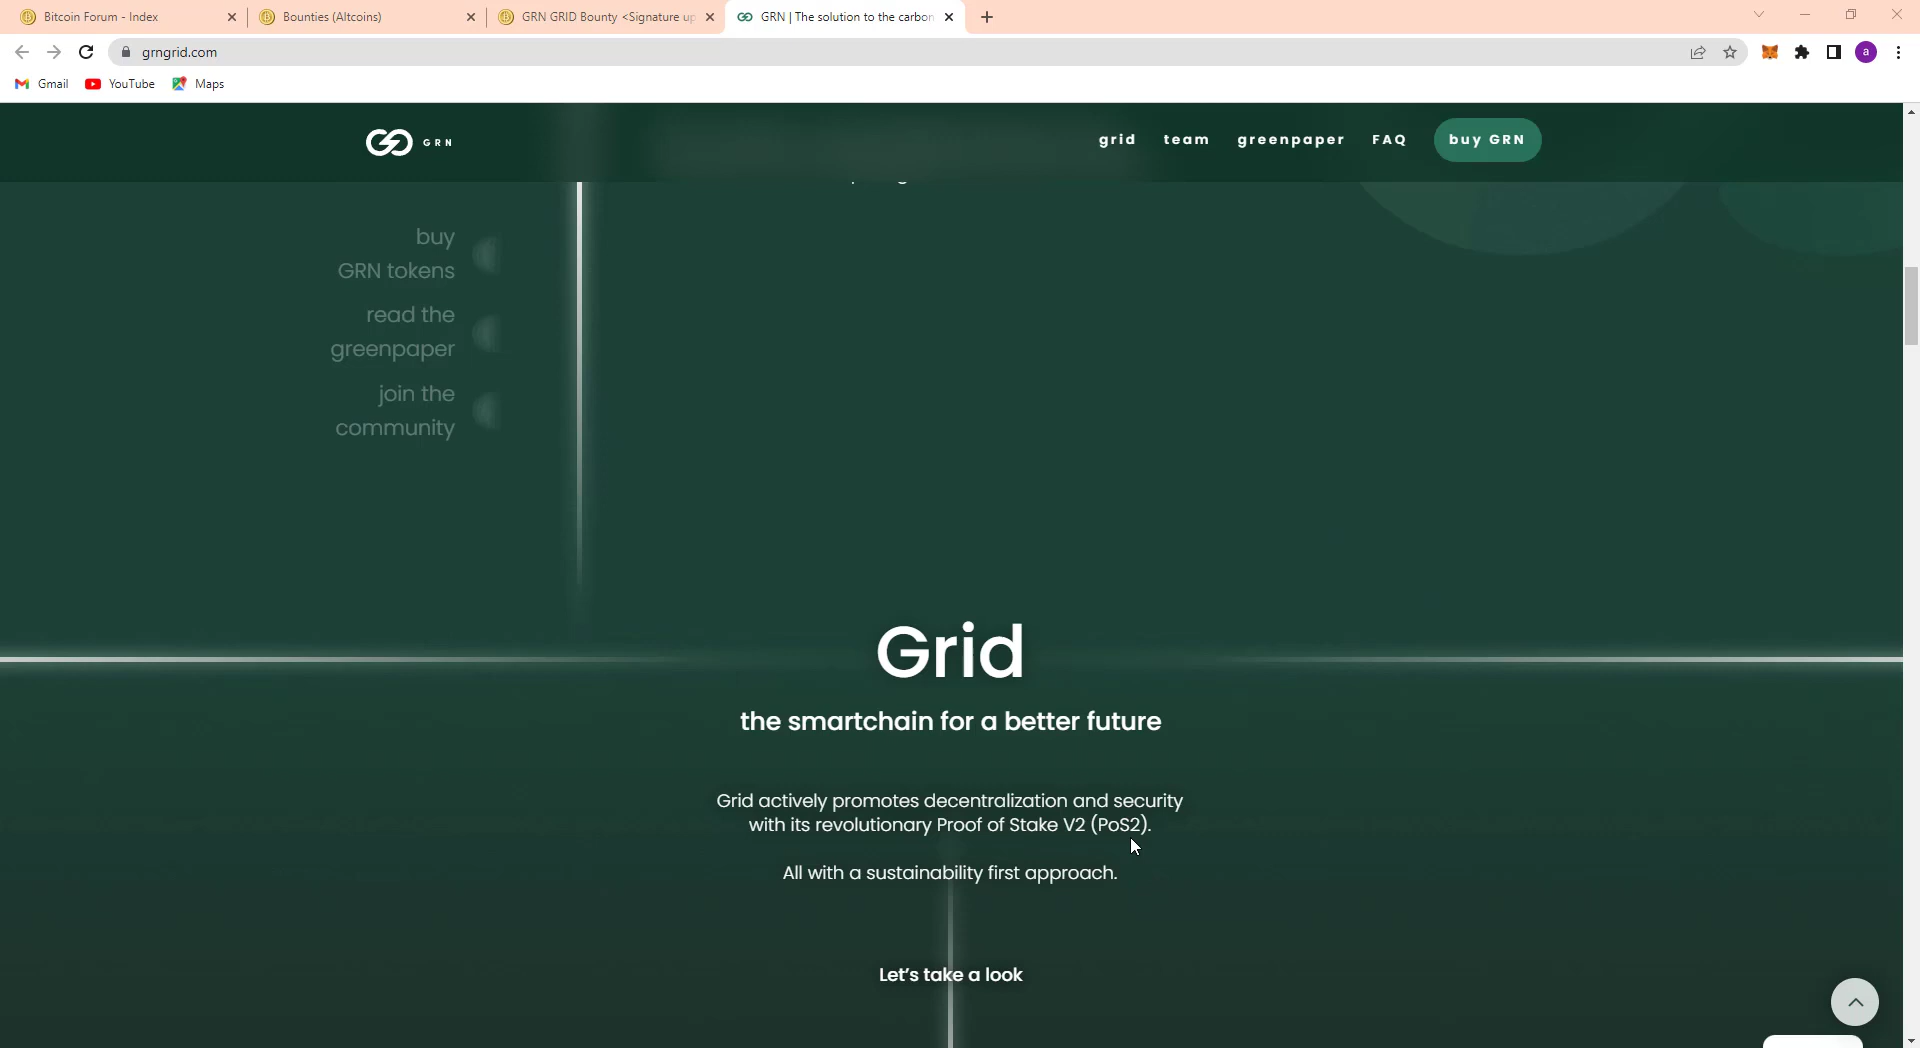 Bitcoin Forum - Index
Bounties (Altcoins)
GRN GRID Bounty <Signature up
GRN | The solution to the carbon
grngrid.com
a
Gmail
YouTube
Maps
GRN
grid
team
greenpaper
FAQ
buy GRN
buy
GRN tokens
read the
greenpaper
join the
community
Grid
the smartchain for a better future
Grid actively promotes decentralization and security
with its revolutionary Proof of Stake V2 (PoS2).
All with a sustainability first approach.
Let's take a look